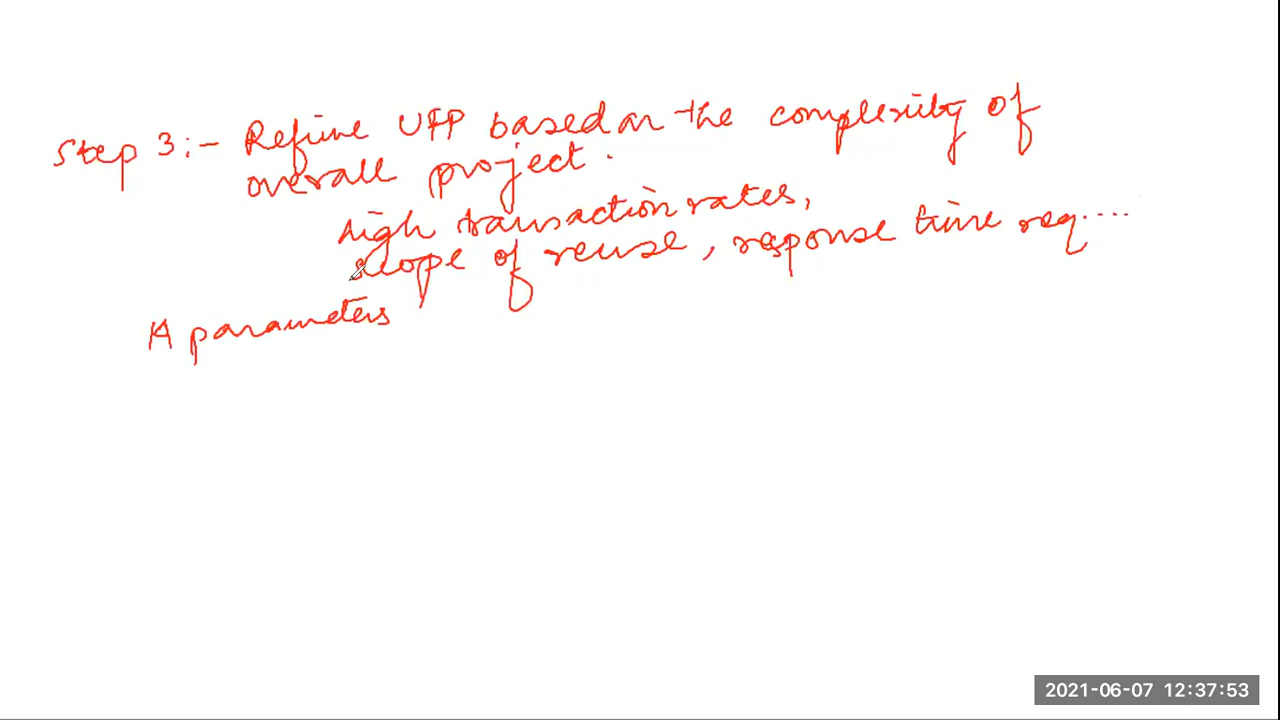 Step 3:- Refine UFP based on the complexity of
overall project.
high transaction rates,
scope of reuse, response time req....
parameters
2021-06-07 12:37:53